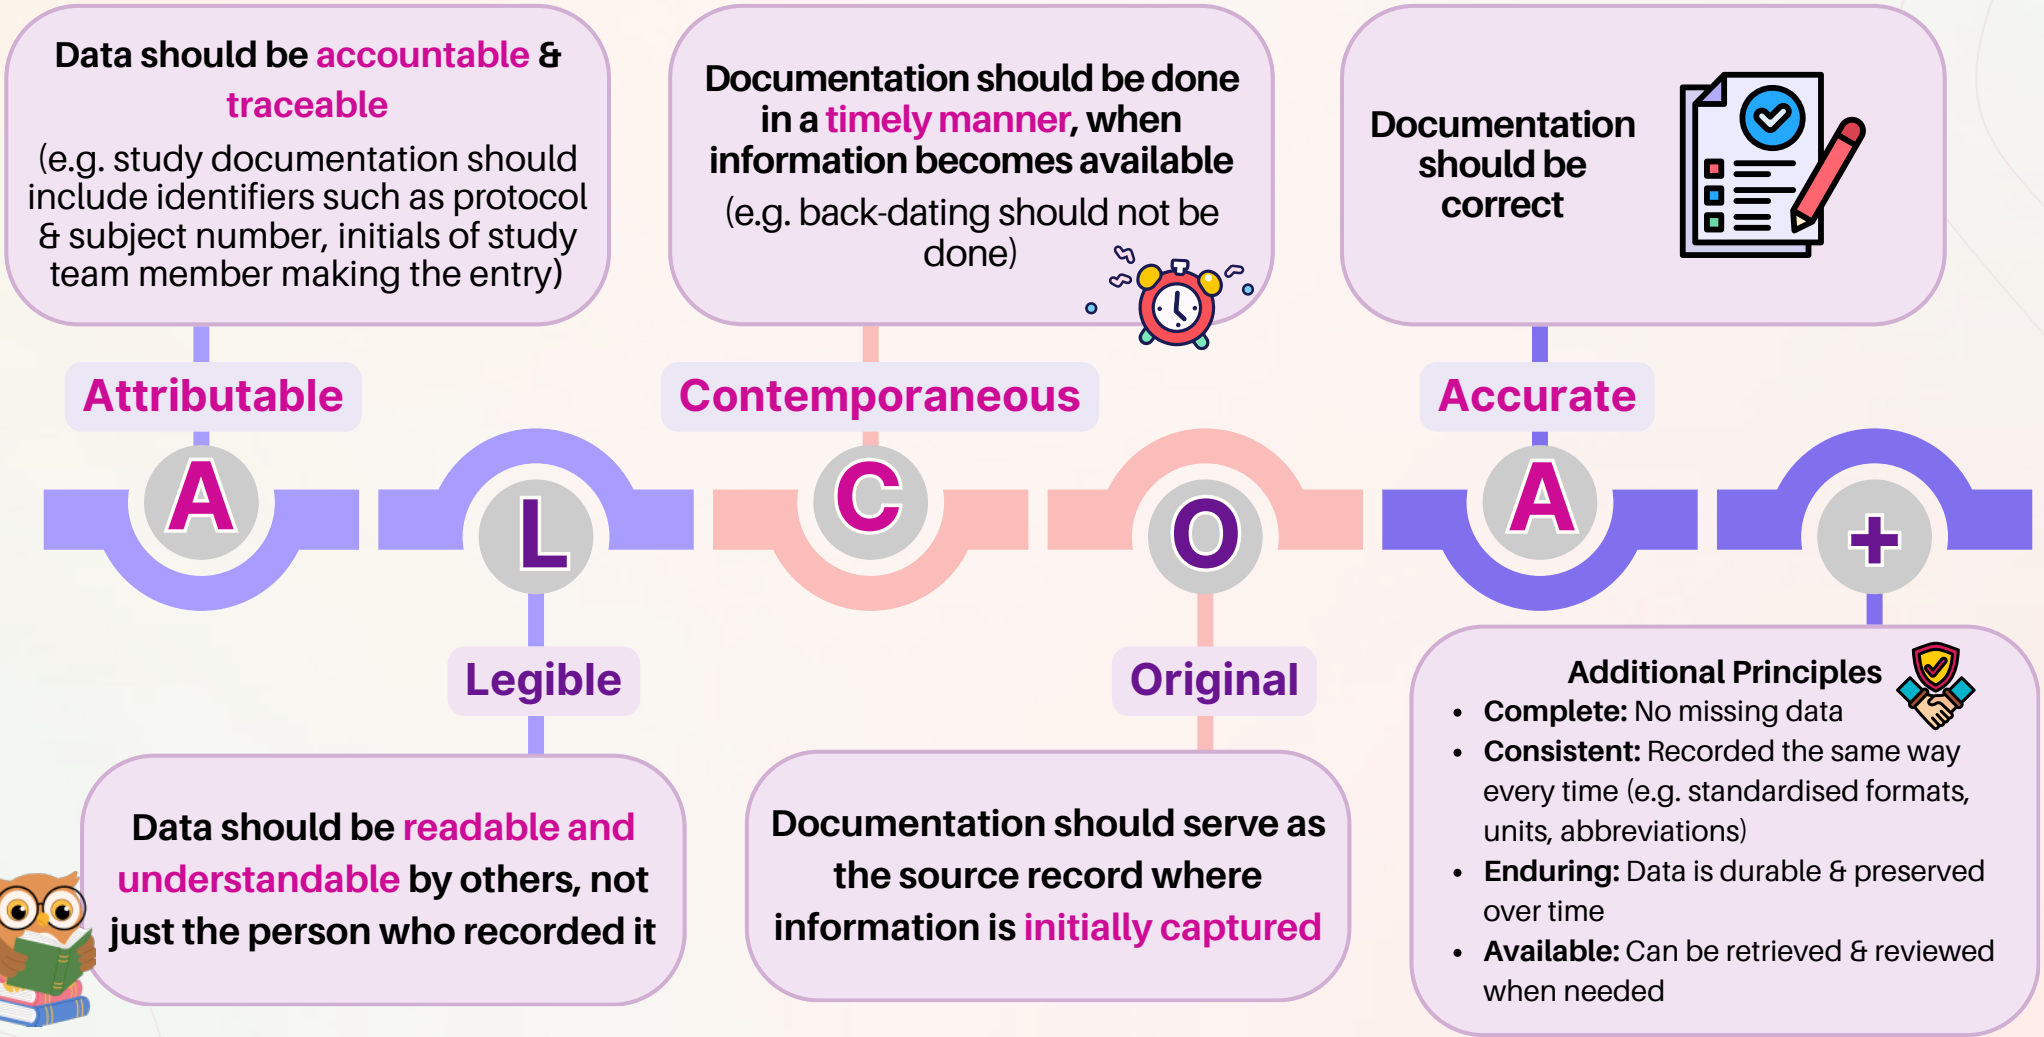 Data should be accountable &
traceable
(e.g. study documentation should
include identifiers such as protocol
& subject number, initials of study
team member making the entry)
Attributable
A
L
Legible
Data should be readable and
understandable by others, not
just the person who recorded it
Documentation should be done
in a timely manner, when
information becomes available
(e.g. back-dating should not be
done)
Contemporaneous
C
O
Original
Documentation should serve as
the source record where
information is initially captured
Documentation
should be
correct
Accurate
A
+
Additional Principles
• Complete: No missing data
• Consistent: Recorded the same way
every time (e.g. standardised formats,
units, abbreviations)
• Enduring: Data is durable & preserved
over time
• Available: Can be retrieved & reviewed
when needed